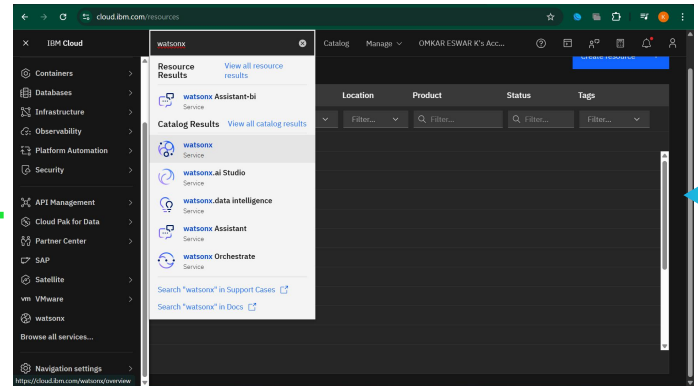 cloud.ibm.com/resources
IBM Cloud
watsonx
Catalog
Manage
OMKAR ESWAR K's Acc...
Create resource
Containers
Databases
Infrastructure
Observability
Platform Automation
Security
API Management
Cloud Pak for Data
Partner Center
SAP
Satellite
vm VMware
watsonx
Browse all services...
Navigation settings
https://cloud.ibm.com/watsonx/overview
Resource Results
View all resource results
watsonx Assistant-bi
Service
Catalog Results View all catalog results
watsonx
Service
watsonx.ai Studio
Service
watsonx.data intelligence
Service
watsonx Assistant
Service
watsonx Orchestrate
Service
Search "watsonx" in Support Cases
Search "watsonx" in Docs
Location Product Status Tags
Filter... Filter... Filter... Filter...